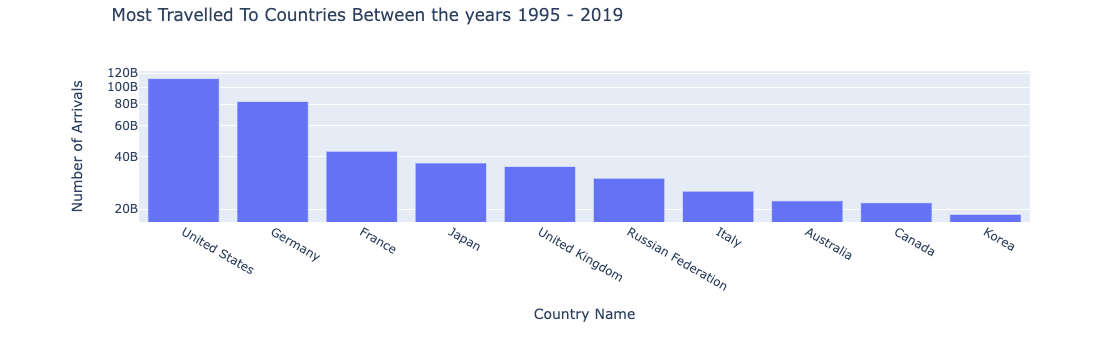 Most Travelled To Countries Between the years 1995 - 2019
Number of Arrivals
120B
100B
80B
60B
40B
20B
United States
Germany
France
Japan
United Kingdom
Russian Federation
Italy
Australia
Canada
Korea
Country Name